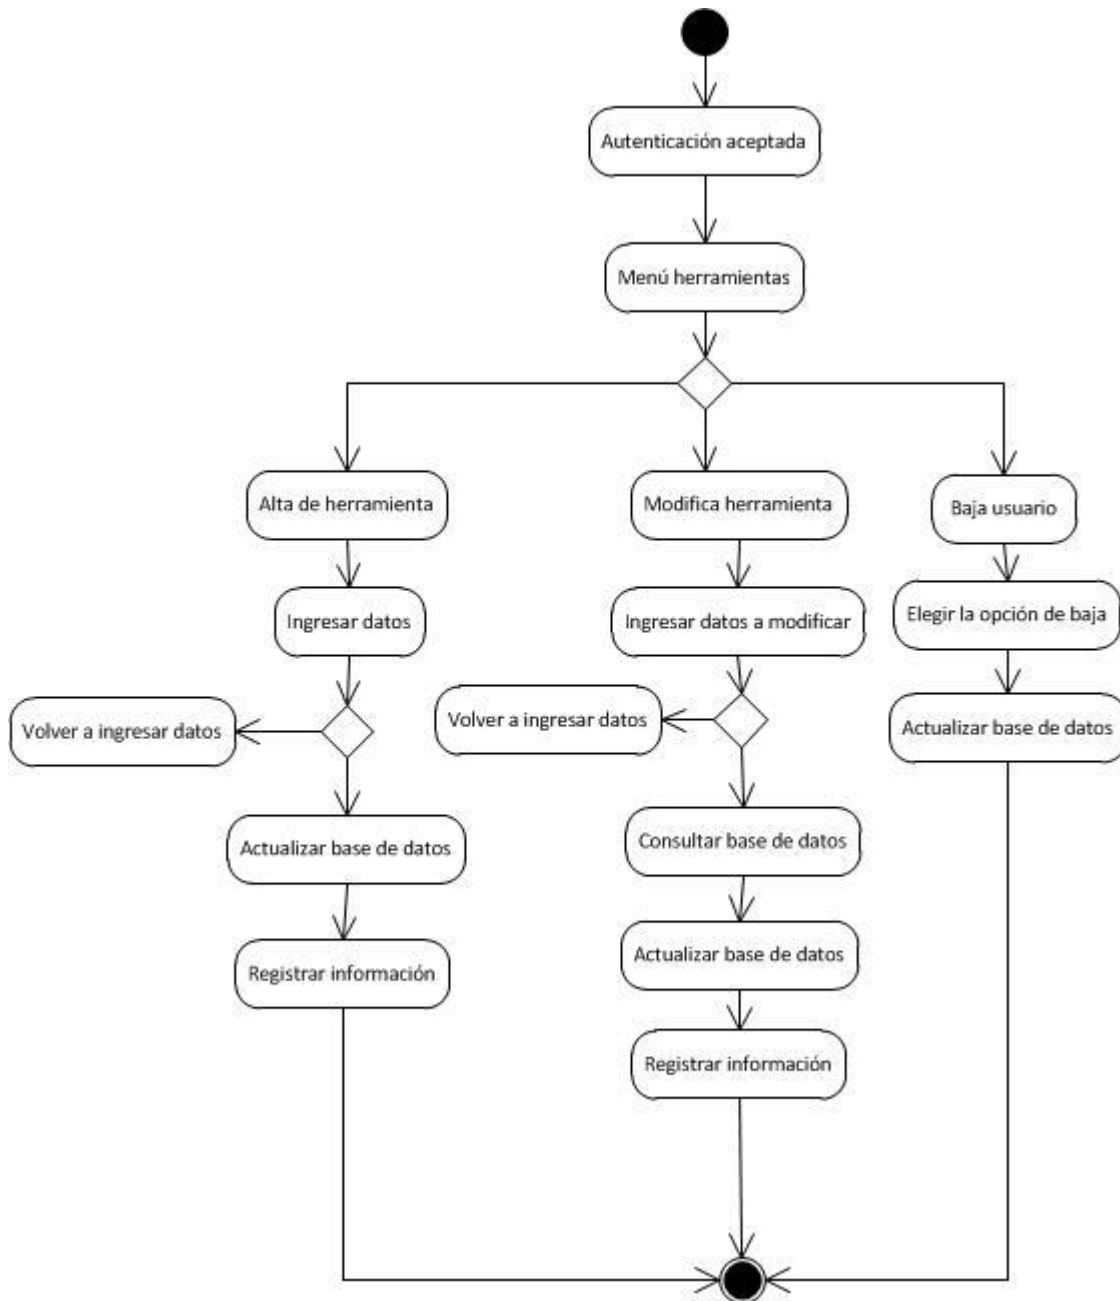 Autenticación aceptada
Menú herramientas
Alta de herramienta
Modifica herramienta
Baja usuario
Ingresar datos
Ingresar datos a modificar
Elegir la opción de baja
Volver a ingresar datos
Volver a ingresar datos
Actualizar base de datos
Actualizar base de datos
Consultar base de datos
Registrar información
Actualizar base de datos
Registrar información